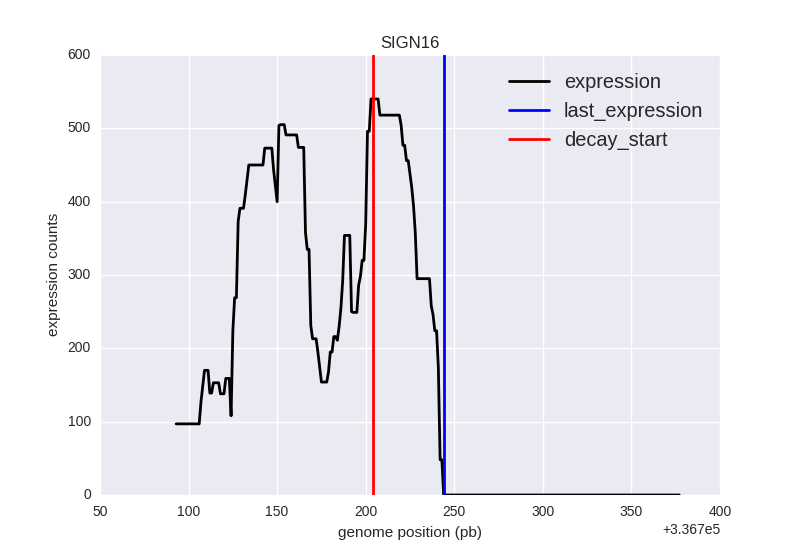 SIGN16
600
500
400
300
200
100
0
expression counts
expression
last_expression
decay_start
50 100 150 200 250 300 350 400
genome position (pb)
+3.367e5